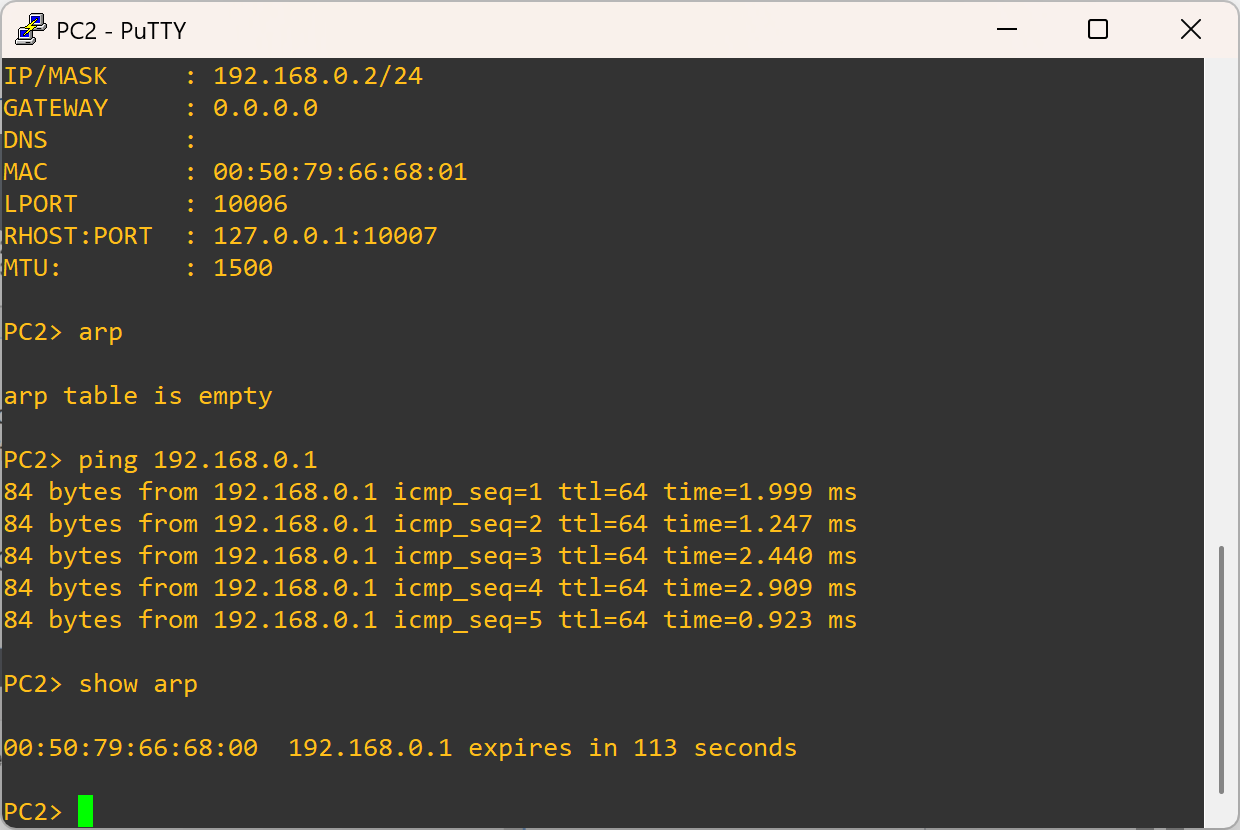 PC2 - PuTTY
IP/MASK     : 192.168.0.2/24
GATEWAY     : 0.0.0.0
DNS         :
MAC         : 00:50:79:66:68:01
LPORT       : 10006
RHOST:PORT  : 127.0.0.1:10007
MTU:        : 1500
PC2> arp
arp table is empty
PC2> ping 192.168.0.1
84 bytes from 192.168.0.1 icmp_seq=1 ttl=64 time=1.999 ms
84 bytes from 192.168.0.1 icmp_seq=2 ttl=64 time=1.247 ms
84 bytes from 192.168.0.1 icmp_seq=3 ttl=64 time=2.440 ms
84 bytes from 192.168.0.1 icmp_seq=4 ttl=64 time=2.909 ms
84 bytes from 192.168.0.1 icmp_seq=5 ttl=64 time=0.923 ms
PC2> show arp
00:50:79:66:68:00  192.168.0.1 expires in 113 seconds
PC2>